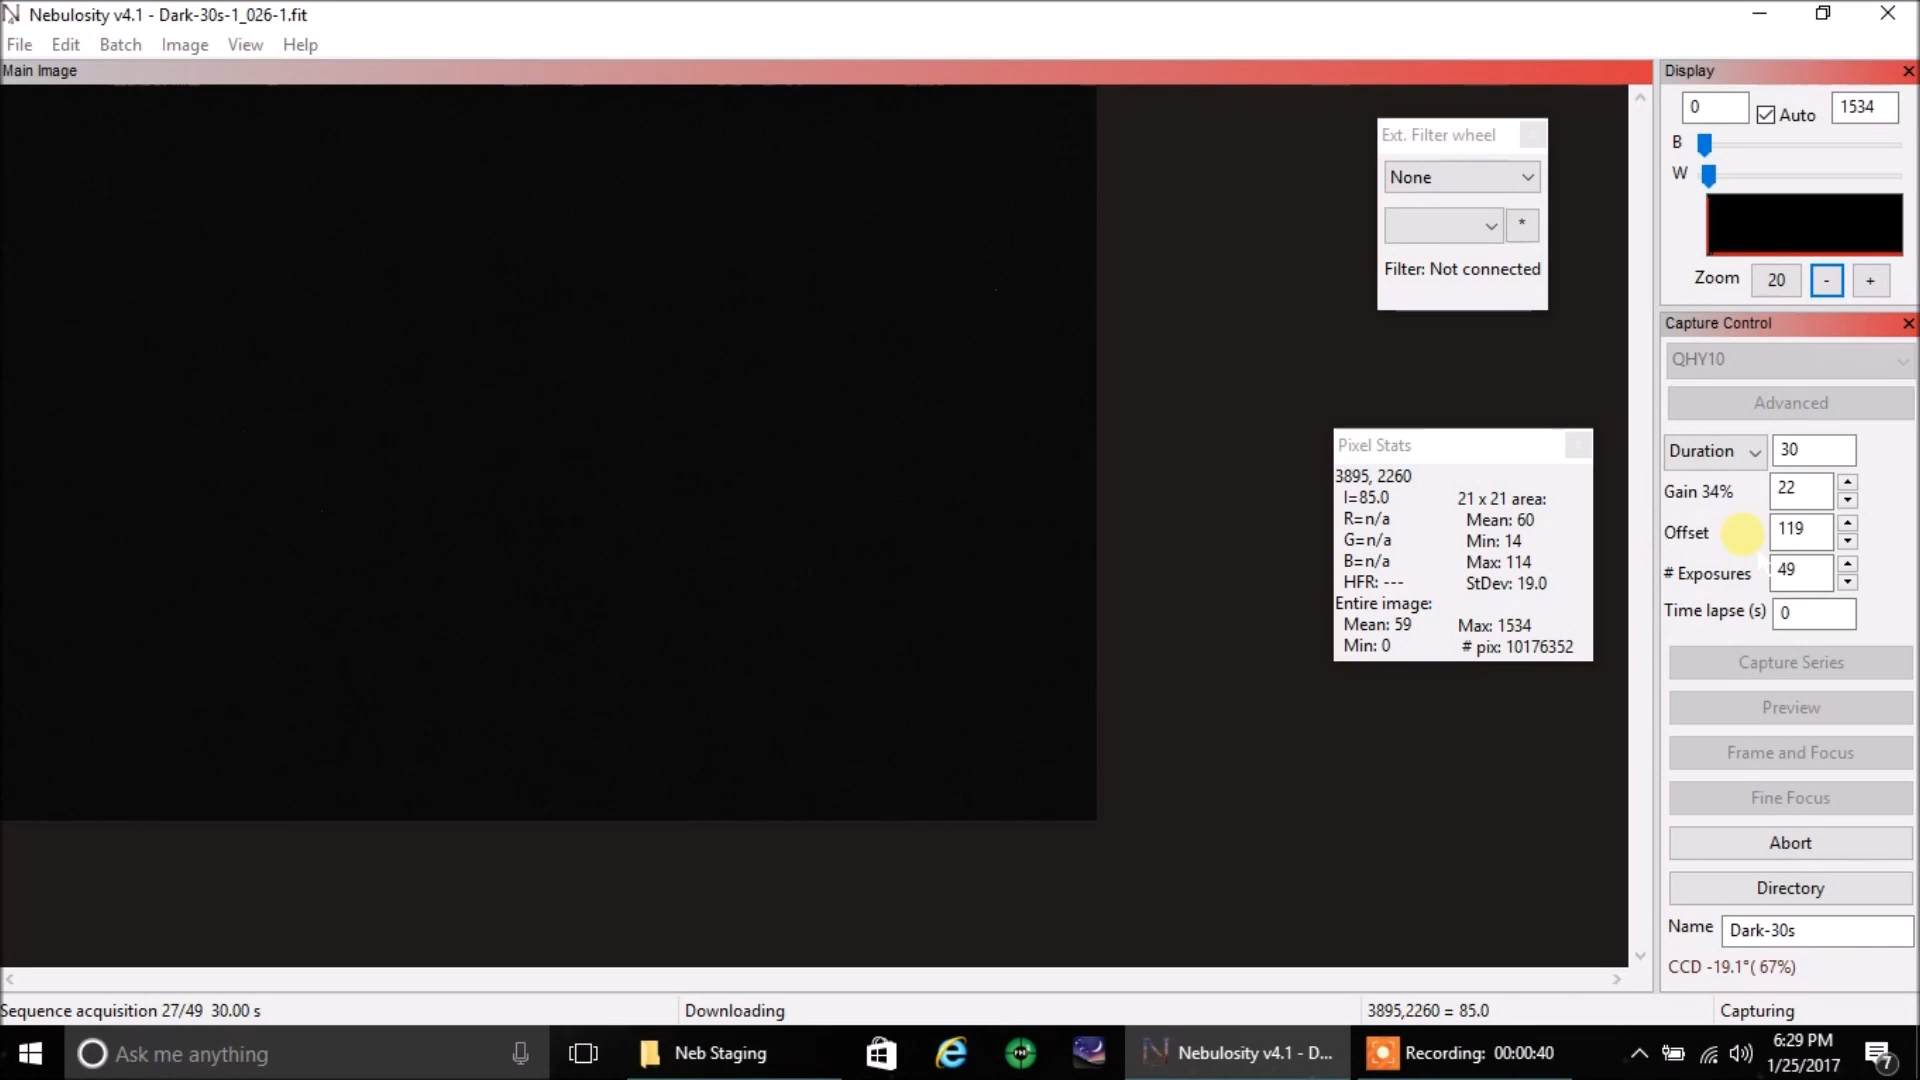 Nebulosity v4.1 - Dark-30s-1_026-1.fit
File Edit Batch Image View Help
Main Image
Ext. Filter wheel
None
*
Filter: Not connected
Pixel Stats
3895, 2260
I=85.0
R=n/a
G=n/a
B=n/a
HFR: ---
21 x 21 area:
Mean: 60
Min: 14
Max: 114
StDev: 19.0
Entire image:
Mean: 59 Max: 1534
Min: 0 # pix: 10176352
Display
0 Auto 1534
B
W
Zoom 20 - +
Capture Control
QHY10
Advanced
Duration 30
Gain 34% 22
Offset 119
# Exposures 49
Time lapse (s) 0
Capture Series
Preview
Frame and Focus
Fine Focus
Abort
Directory
Name Dark-30s
CCD -19.1°( 67%)
Sequence acquisition 27/49 30.00 s Downloading 3895,2260 = 85.0 Capturing
Ask me anything Neb Staging Nebulosity v4.1 - D... Recording: 00:00:40
6:29 PM
1/25/2017
7